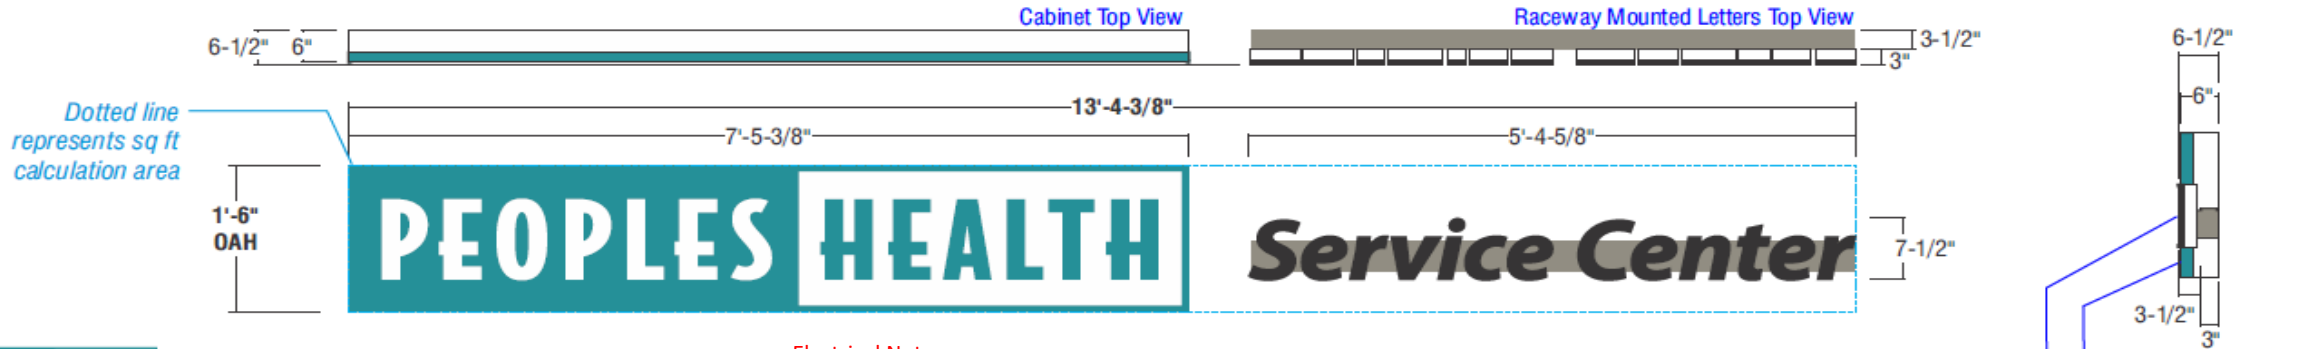 Cabinet Top View
Raceway Mounted Letters Top View
6-1/2" 6"
3-1/2"
3"
6-1/2"
6"
Dotted line
represents sq ft
calculation area
13'-4-3/8"
7'-5-3/8"
5'-4-5/8"
1'-6"
OAH
PEOPLES HEALTH
Service Center
7-1/2"
3-1/2"
3"